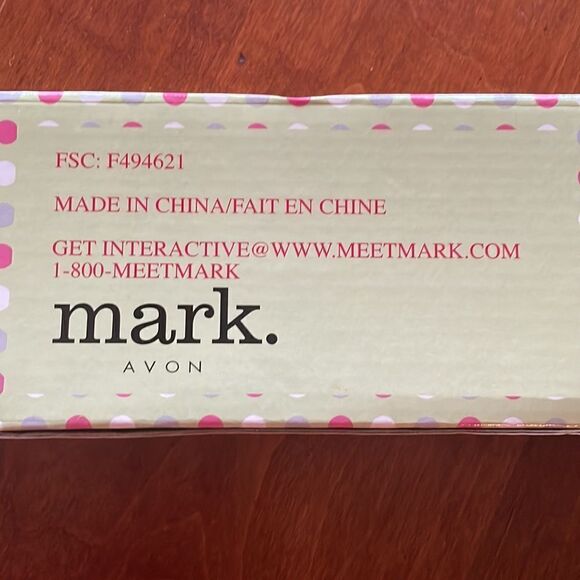 FSC: F494621
MADE IN CHINA/FAIT EN CHINE
GET INTERACTIVE@WWW.MEETMARK.COM
1-800-MEETMARK
mark.
AVON